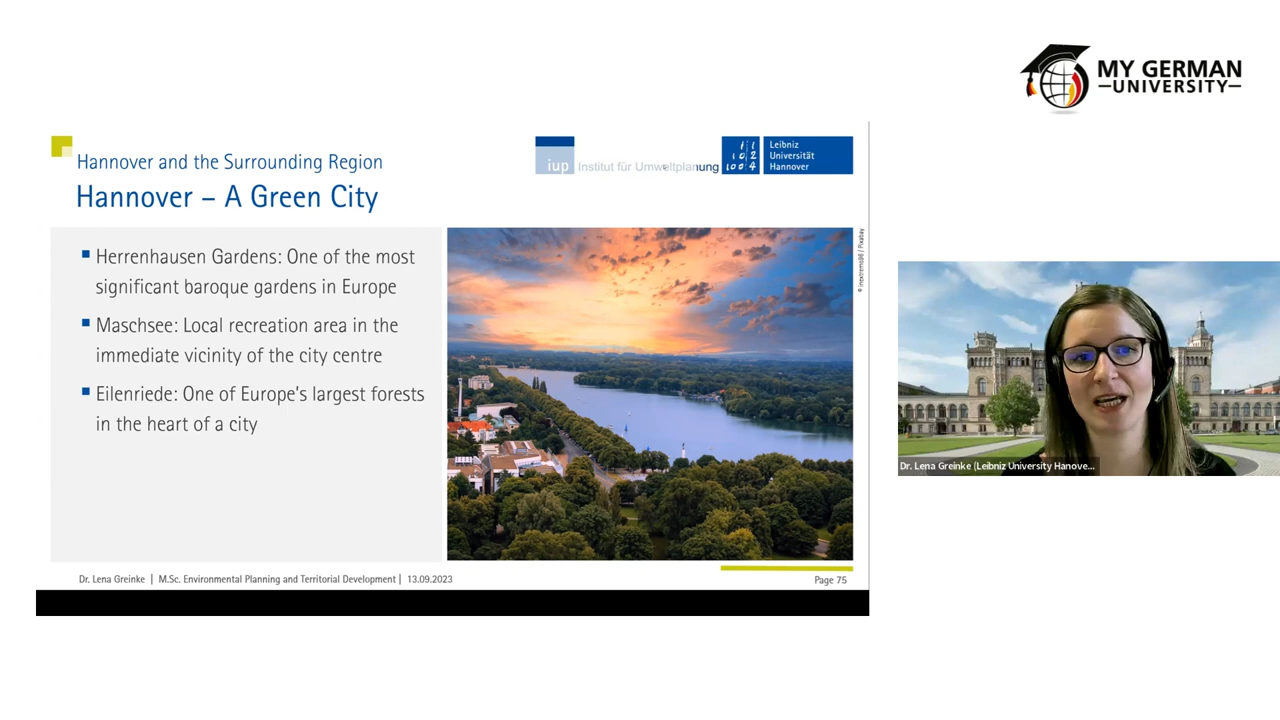 MY GERMAN
UNIVERSITY
Hannover and the Surrounding Region
Hannover – A Green City
iup Institut für Umweltplanung
Leibniz
Universität
Hannover
Herrenhausen Gardens: One of the most
significant baroque gardens in Europe
Maschsee: Local recreation area in the
immediate vicinity of the city centre
Eilenriede: One of Europe's largest forests
in the heart of a city
Dr. Lena Greinke (Leibniz University Hanove...
Dr. Lena Greinke | M.Sc. Environmental Planning and Territorial Development | 13.09.2023
Page 75